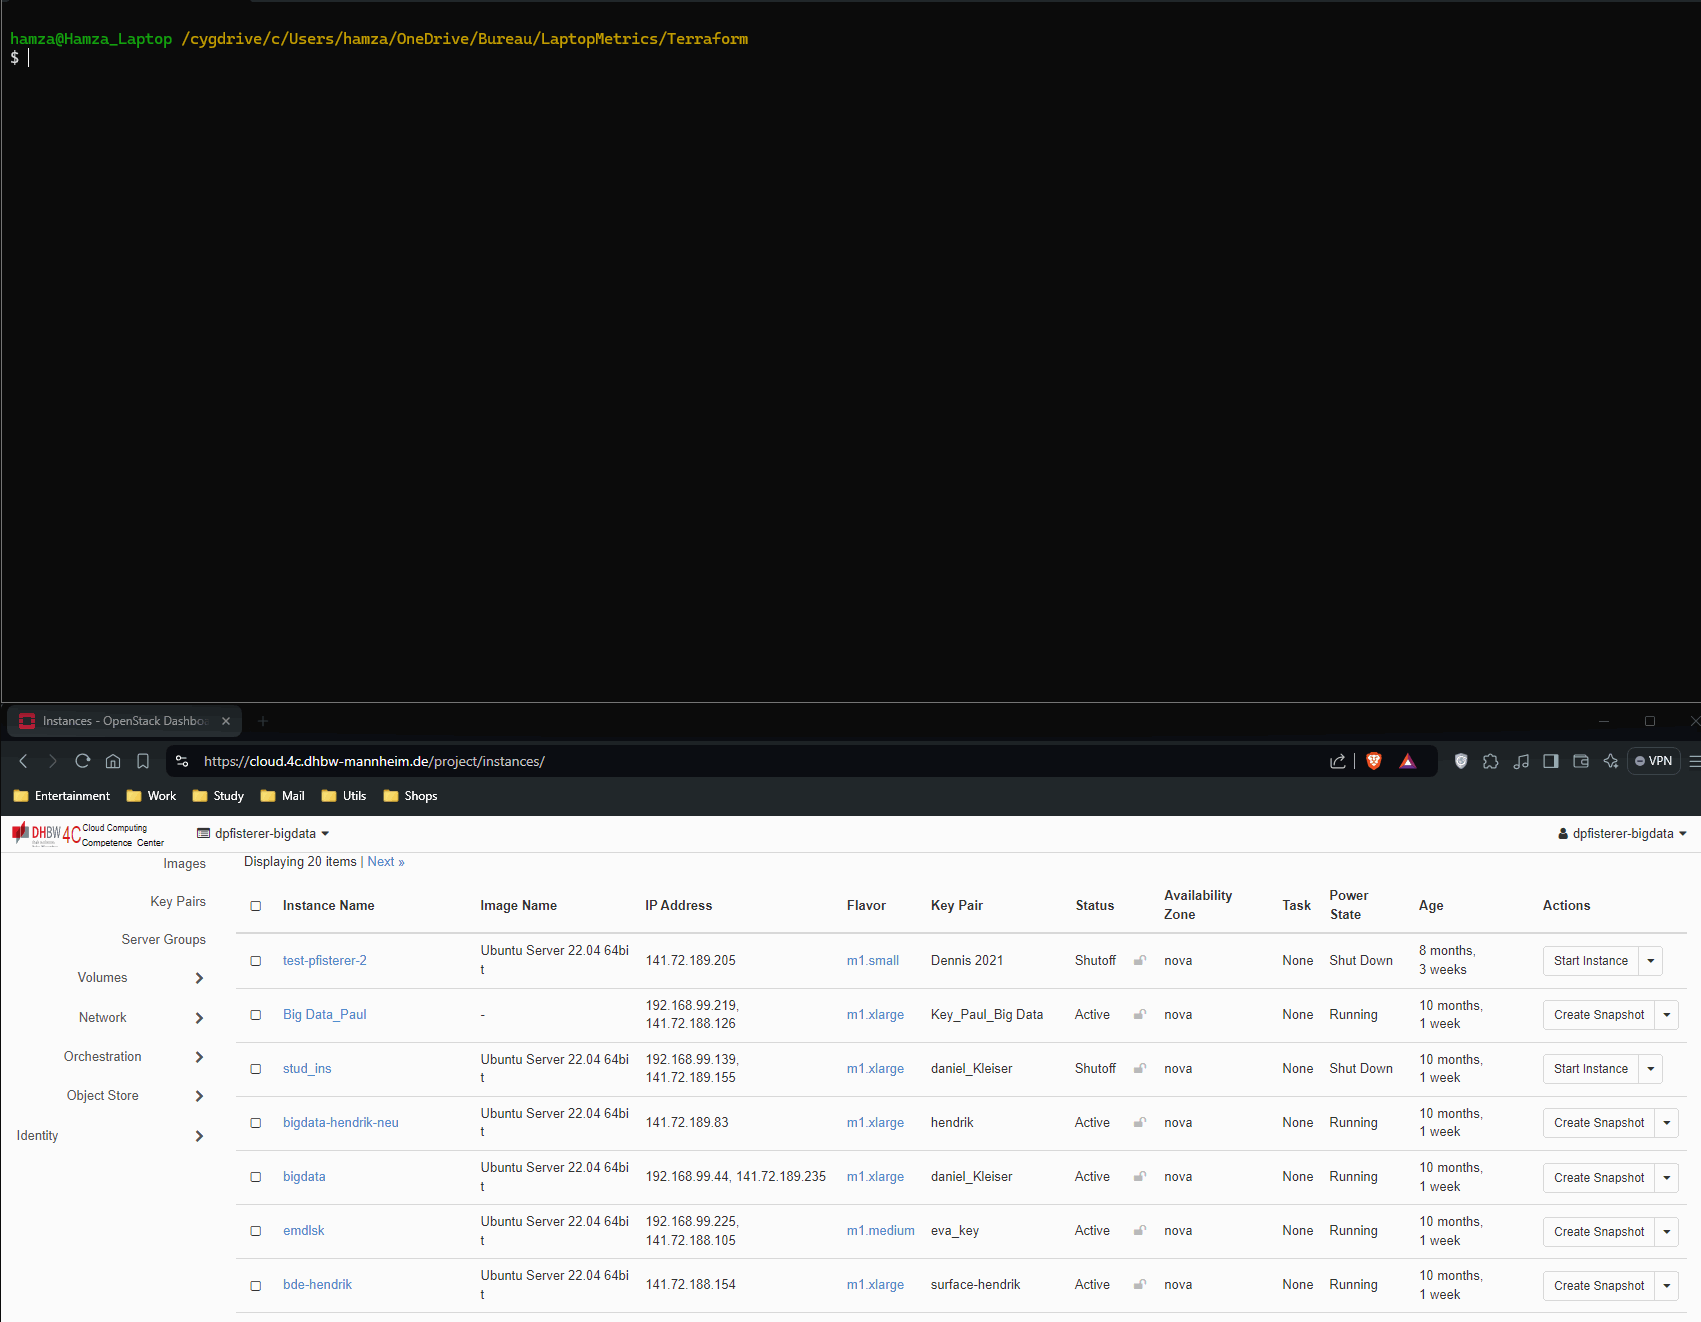 hamza@Hamza_Laptop /cygdrive/c/Users/hamza/OneDrive/Bureau/LaptopMetrics/Terraform
$
Instances - OpenStack Dashboa
https://cloud.4c.dhbw-mannheim.de/project/instances/
VPN
Entertainment Work Study Mail Utils Shops
DHBW 4C Cloud Computing Competence Center
dpfisterer-bigdata
dpfisterer-bigdata
Images
Key Pairs
Server Groups
Volumes
Network
Orchestration
Object Store
Identity
Displaying 20 items | Next »
Instance Name Image Name IP Address Flavor Key Pair Status Availability Zone Task Power State Age Actions
test-pfisterer-2 Ubuntu Server 22.04 64bit 141.72.189.205 m1.small Dennis 2021 Shutoff nova None Shut Down 8 months, 3 weeks Start Instance
Big Data_Paul - 192.168.99.219, 141.72.188.126 m1.xlarge Key_Paul_Big Data Active nova None Running 10 months, 1 week Create Snapshot
stud_ins Ubuntu Server 22.04 64bit 192.168.99.139, 141.72.189.155 m1.xlarge daniel_Kleiser Shutoff nova None Shut Down 10 months, 1 week Start Instance
bigdata-hendrik-neu Ubuntu Server 22.04 64bit 141.72.189.83 m1.xlarge hendrik Active nova None Running 10 months, 1 week Create Snapshot
bigdata Ubuntu Server 22.04 64bit 192.168.99.44, 141.72.189.235 m1.xlarge daniel_Kleiser Active nova None Running 10 months, 1 week Create Snapshot
emdlsk Ubuntu Server 22.04 64bit 192.168.99.225, 141.72.188.105 m1.medium eva_key Active nova None Running 10 months, 1 week Create Snapshot
bde-hendrik Ubuntu Server 22.04 64bit 141.72.188.154 m1.xlarge surface-hendrik Active nova None Running 10 months, 1 week Create Snapshot